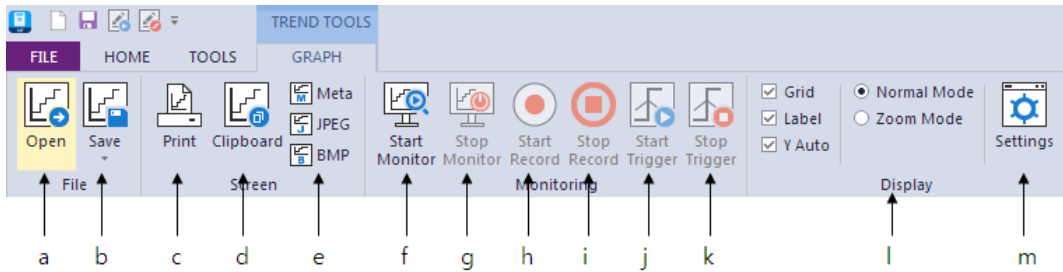 TREND TOOLS
FILE HOME TOOLS GRAPH
Open Save Print Clipboard
Meta
JPEG
BMP
Start Monitor
Stop Monitor
Start Record
Stop Record
Start Trigger
Stop Trigger
Grid
Label
Y Auto
Normal Mode
Zoom Mode
Settings
File Screen Monitoring Display
a b c d e f g h i j k l m